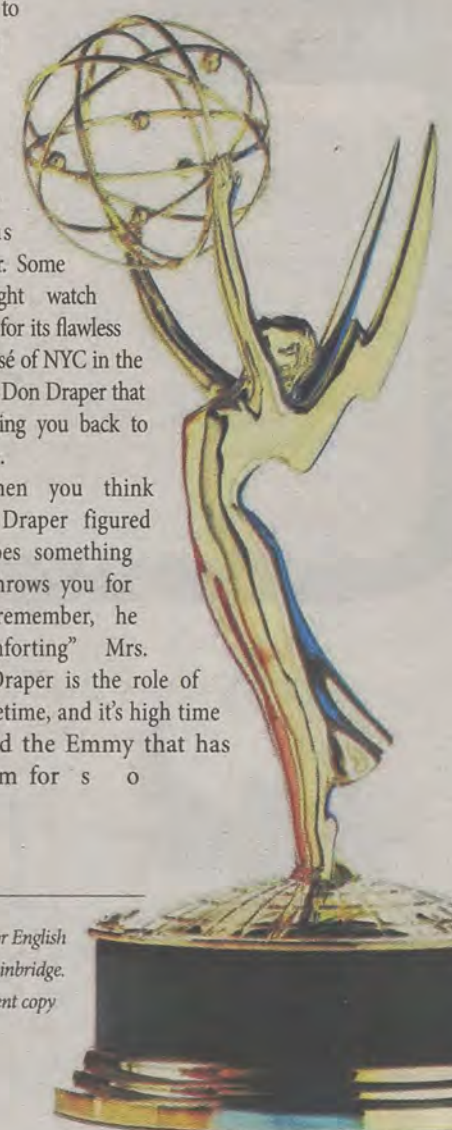 to
is
r. Some
ght watch
for its flawless
sé of NYC in the
Don Draper that
ing you back to
.
hen you think
Draper figured
oes something
hrows you for
remember, he
nforting” Mrs.
Draper is the role of
etime, and it’s high time
d the Emmy that has
m for s o
r English
inbridge.
ent copy